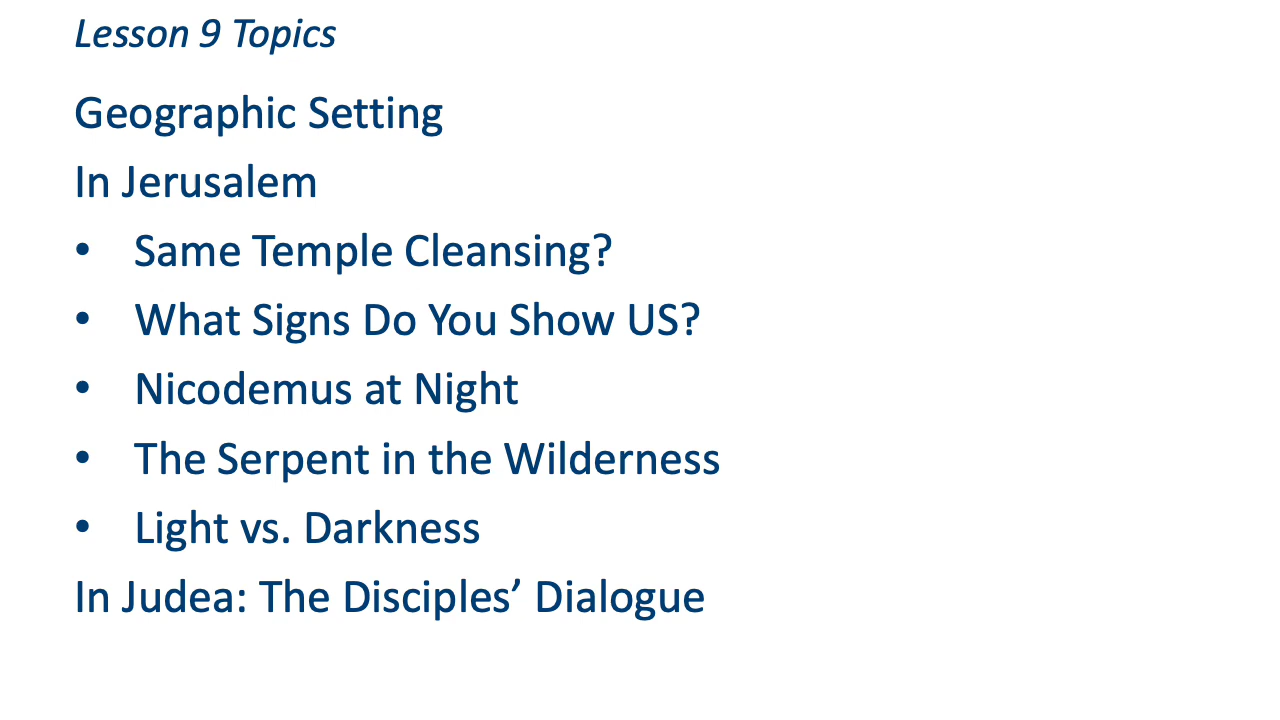 Lesson 9 Topics
Geographic Setting
In Jerusalem
• Same Temple Cleansing?
• What Signs Do You Show US?
• Nicodemus at Night
• The Serpent in the Wilderness
• Light vs. Darkness
In Judea: The Disciples’ Dialogue